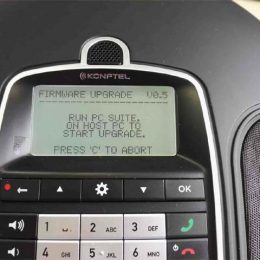 KONFTEL
FIRMWARE UPGRADE V0.5
RUN PC SUITE.
ON HOST PC TO
START UPGRADE.
PRESS 'C' TO ABORT
OK
1 2 ABC 3 DEF
4 GHI 5 JKL 6 MNO